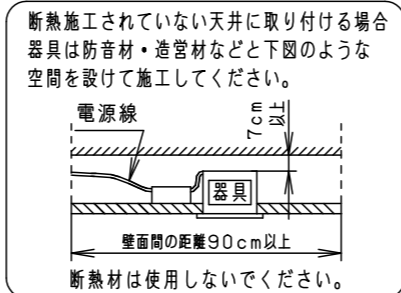 断熱施工されていない天井に取り付ける場合
器具は防音材・造営材などと下図のような
空間を設けて施工してください。
電源線
7cm
以上
器具
壁面間の距離90cm以上
断熱材は使用しないでください。